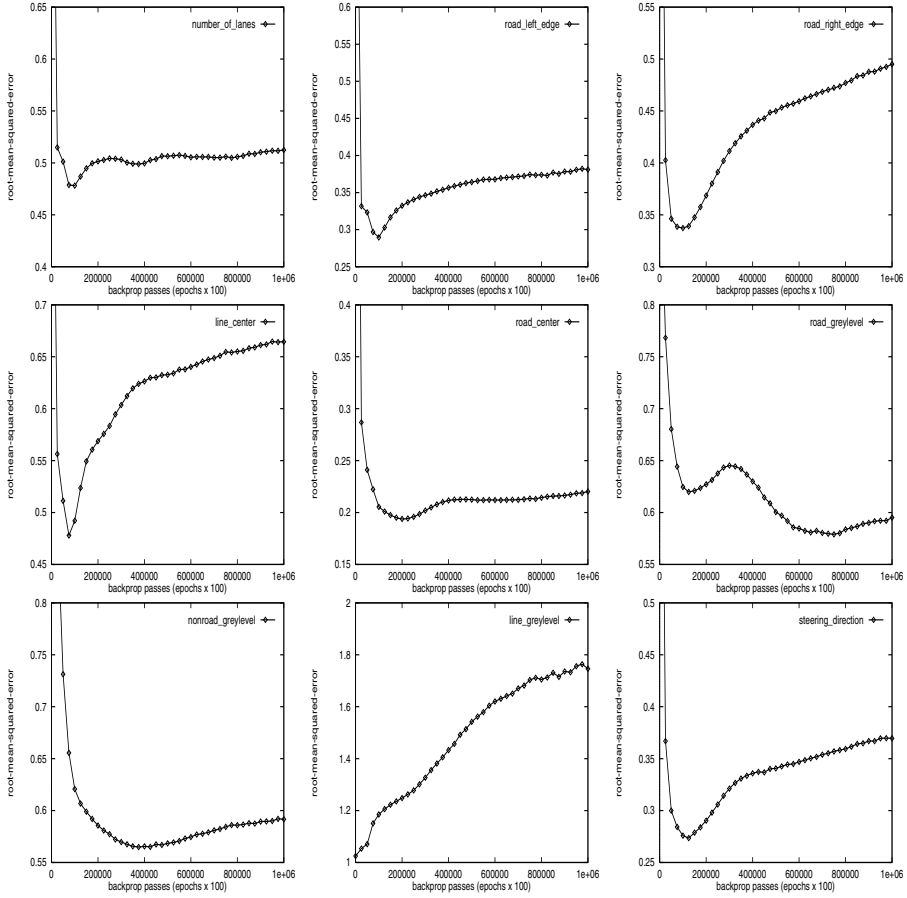 0.65
0.6
0.55
0.5
0.45
0.4
root-mean-squared-error
number_of_lanes
0 200000 400000 600000 800000 1e+06
backprop passes (epochs x 100)
0.6
0.55
0.5
0.45
0.4
0.35
0.3
0.25
root-mean-squared-error
road_left_edge
0 200000 400000 600000 800000 1e+06
backprop passes (epochs x 100)
0.55
0.5
0.45
0.4
0.35
0.3
root-mean-squared-error
road_right_edge
0 200000 400000 600000 800000 1e+06
backprop passes (epochs x 100)
0.7
0.65
0.6
0.55
0.5
0.45
root-mean-squared-error
line_center
0 200000 400000 600000 800000 1e+06
backprop passes (epochs x 100)
0.4
0.35
0.3
0.25
0.2
0.15
root-mean-squared-error
road_center
0 200000 400000 600000 800000 1e+06
backprop passes (epochs x 100)
0.8
0.75
0.7
0.65
0.6
0.55
root-mean-squared-error
road_greylevel
0 200000 400000 600000 800000 1e+06
backprop passes (epochs x 100)
0.8
0.75
0.7
0.65
0.6
0.55
root-mean-squared-error
nonroad_greylevel
0 200000 400000 600000 800000 1e+06
backprop passes (epochs x 100)
2
1.8
1.6
1.4
1.2
1
root-mean-squared-error
line_greylevel
0 200000 400000 600000 800000 1e+06
backprop passes (epochs x 100)
0.5
0.45
0.4
0.35
0.3
0.25
root-mean-squared-error
steering_direction
0 200000 400000 600000 800000 1e+06
backprop passes (epochs x 100)